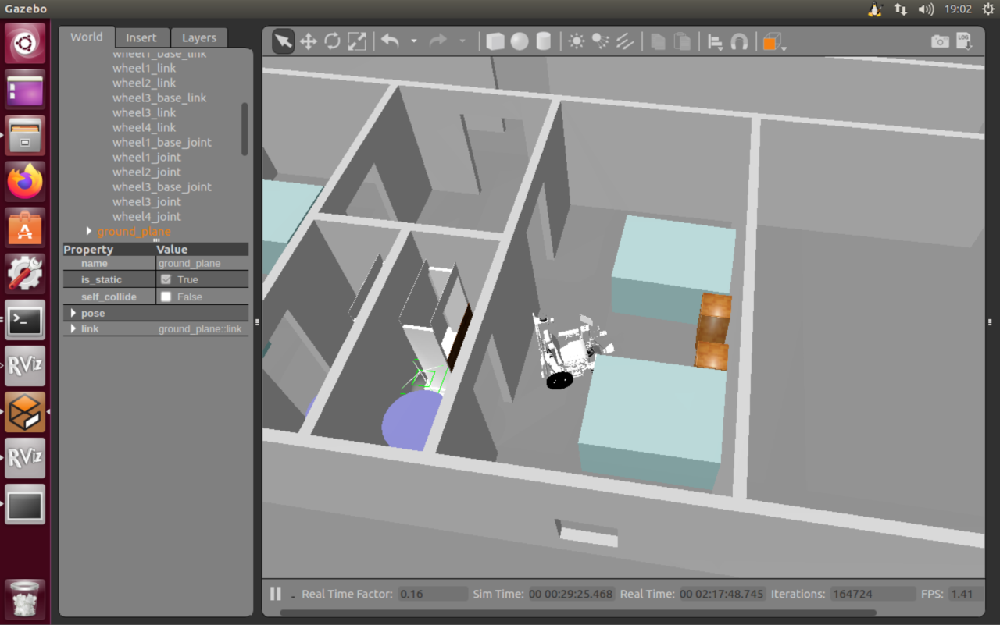 Gazebo
19:02
World Insert Layers
wheel1_base_link
wheel1_link
wheel2_link
wheel3_base_link
wheel3_link
wheel4_link
wheel1_base_joint
wheel1_joint
wheel2_joint
wheel3_base_joint
wheel3_joint
wheel4_joint
ground_plane
Property Value
name ground_plane
is_static True
self_collide False
pose
link ground_plane::link
RViz
RViz
LOG
Real Time Factor: 0.16 Sim Time: 00 00:29:25.468 Real Time: 00 02:17:48.745 Iterations: 164724 FPS: 1.41